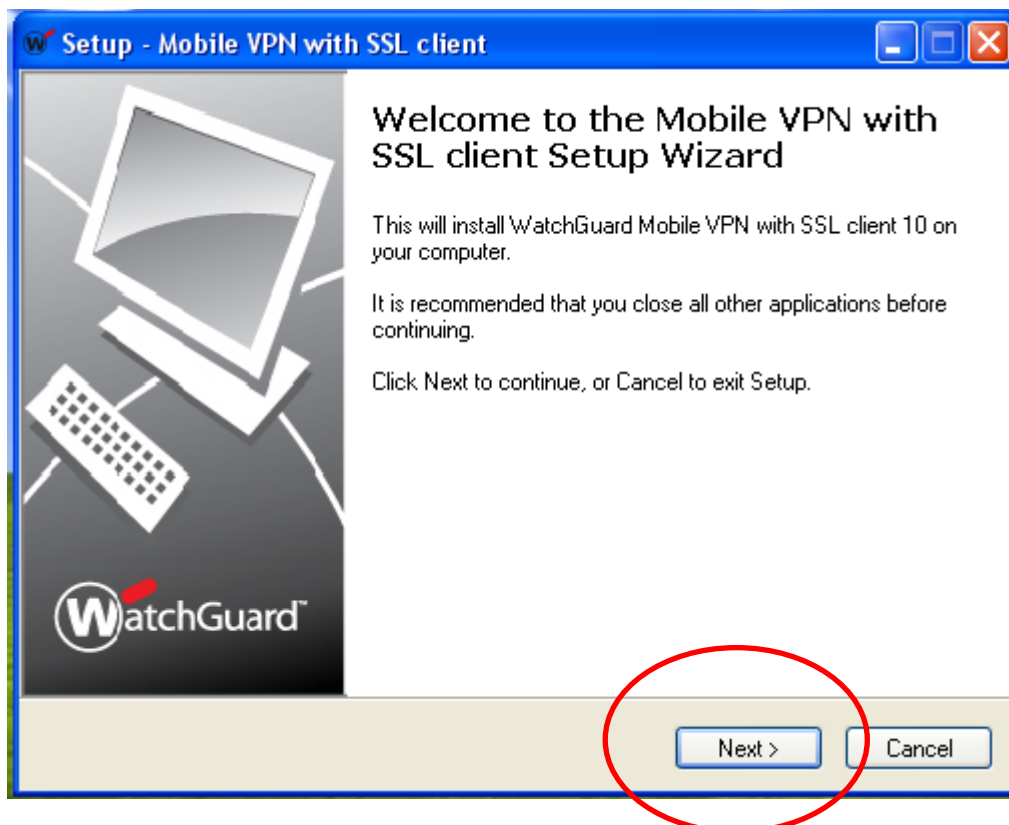 Setup - Mobile VPN with SSL client
Welcome to the Mobile VPN with
SSL client Setup Wizard
This will install WatchGuard Mobile VPN with SSL client 10 on
your computer.
It is recommended that you close all other applications before
continuing.
Click Next to continue, or Cancel to exit Setup.
WatchGuard™
Next >
Cancel